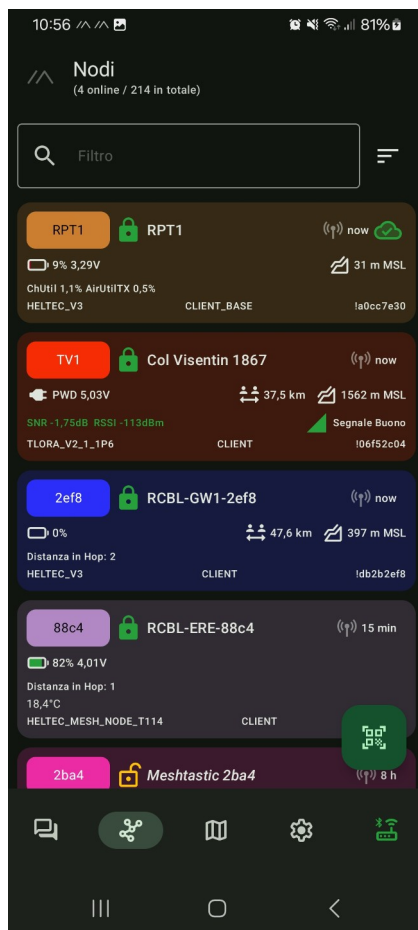 10:56 81%
Nodi
(4 online / 214 in totale)
Filtro
RPT1 RPT1 now
9% 3,29V 31 m MSL
ChUtil 1,1% AirUtilTX 0,5%
HELTEC_V3 CLIENT_BASE !a0cc7e30
TV1 Col Visentin 1867 now
PWD 5,03V 37,5 km 1562 m MSL
SNR -1,75dB RSSI -113dBm Segnale Buono
TLORA_V2_1_1P6 CLIENT !06f52c04
2ef8 RCBL-GW1-2ef8 now
0% 47,6 km 397 m MSL
Distanza in Hop: 2
HELTEC_V3 CLIENT !db2b2ef8
88c4 RCBL-ERE-88c4 15 min
82% 4,01V
Distanza in Hop: 1
18,4°C
HELTEC_MESH_NODE_T114 CLIENT
2ba4 Meshtastic 2ba4 8 h